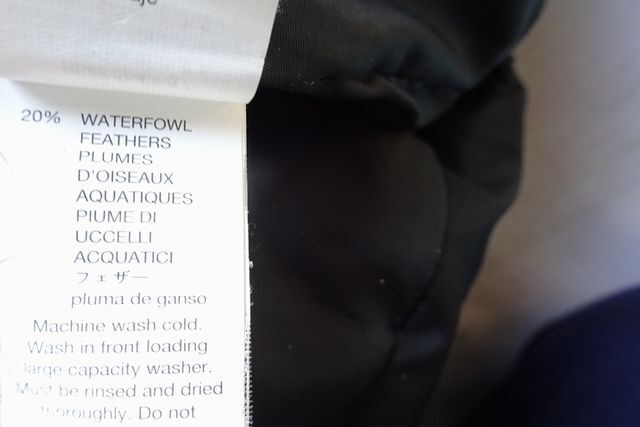 20% WATERFOWL
FEATHERS
PLUMES
D'OISEAUX
AQUATIQUES
PIUME DI
UCCELLI
ACQUATICI
フェザー
pluma de ganso
Machine wash cold.
Wash in front loading
large capacity washer.
Must be rinsed and dried
thoroughly. Do not